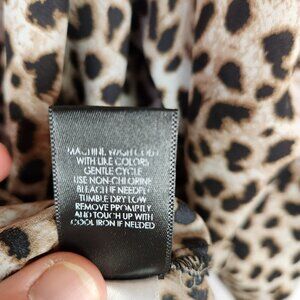 MACHINE WASH COLD
WITH LIKE COLORS
GENTLE CYCLE
USE NON-CHLORINE
BLEACH IF NEEDED
TUMBLE DRY LOW
REMOVE PROMPTLY
AND TOUCH UP WITH
COOL IRON IF NEEDED